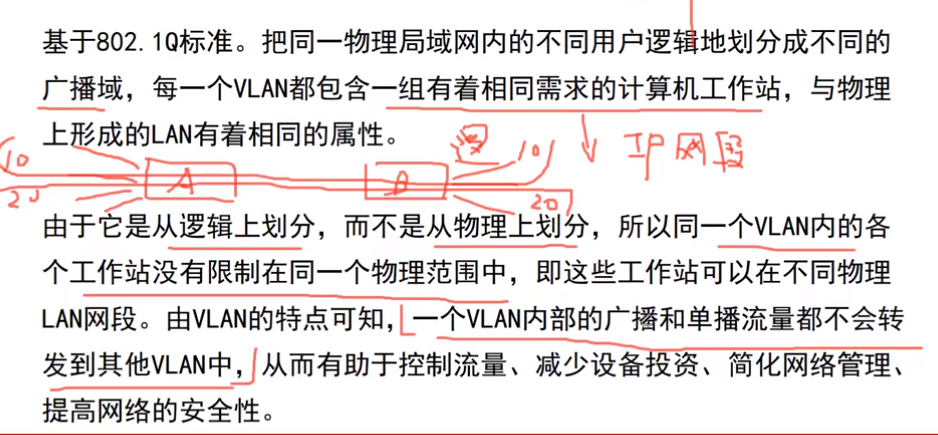 基于802.1Q标准。把同一物理局域网内的不同用户逻辑地划分成不同的
广播域，每一个VLAN都包含一组有着相同需求的计算机工作站，与物理
上形成的LAN有着相同的属性。
IP网段
10
10
A
B
20
20
由于它是从逻辑上划分，而不是从物理上划分，所以同一个VLAN内的各
个工作站没有限制在同一个物理范围中，即这些工作站可以在不同物理
LAN网段。由VLAN的特点可知，一个VLAN内部的广播和单播流量都不会转
发到其他VLAN中，从而有助于控制流量、减少设备投资、简化网络管理、
提高网络的安全性。